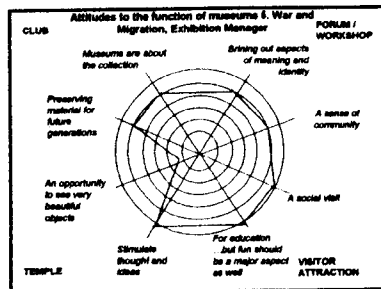 Attitudes to the function of museums 6. War and
Migration, Exhibition Manager
CLUB
FORUM /
WORKSHOP
Museums are about
the collection
Brining out aspects
of meaning and
identity
Preserving
material for
future
generations
A sense of
community
An opportunity
to see very
beautiful
objects
A social visit
Stimulate
thought and
ideas
For education
...but fun should
be a major aspect
as well
TEMPLE
VISITOR
ATTRACTION